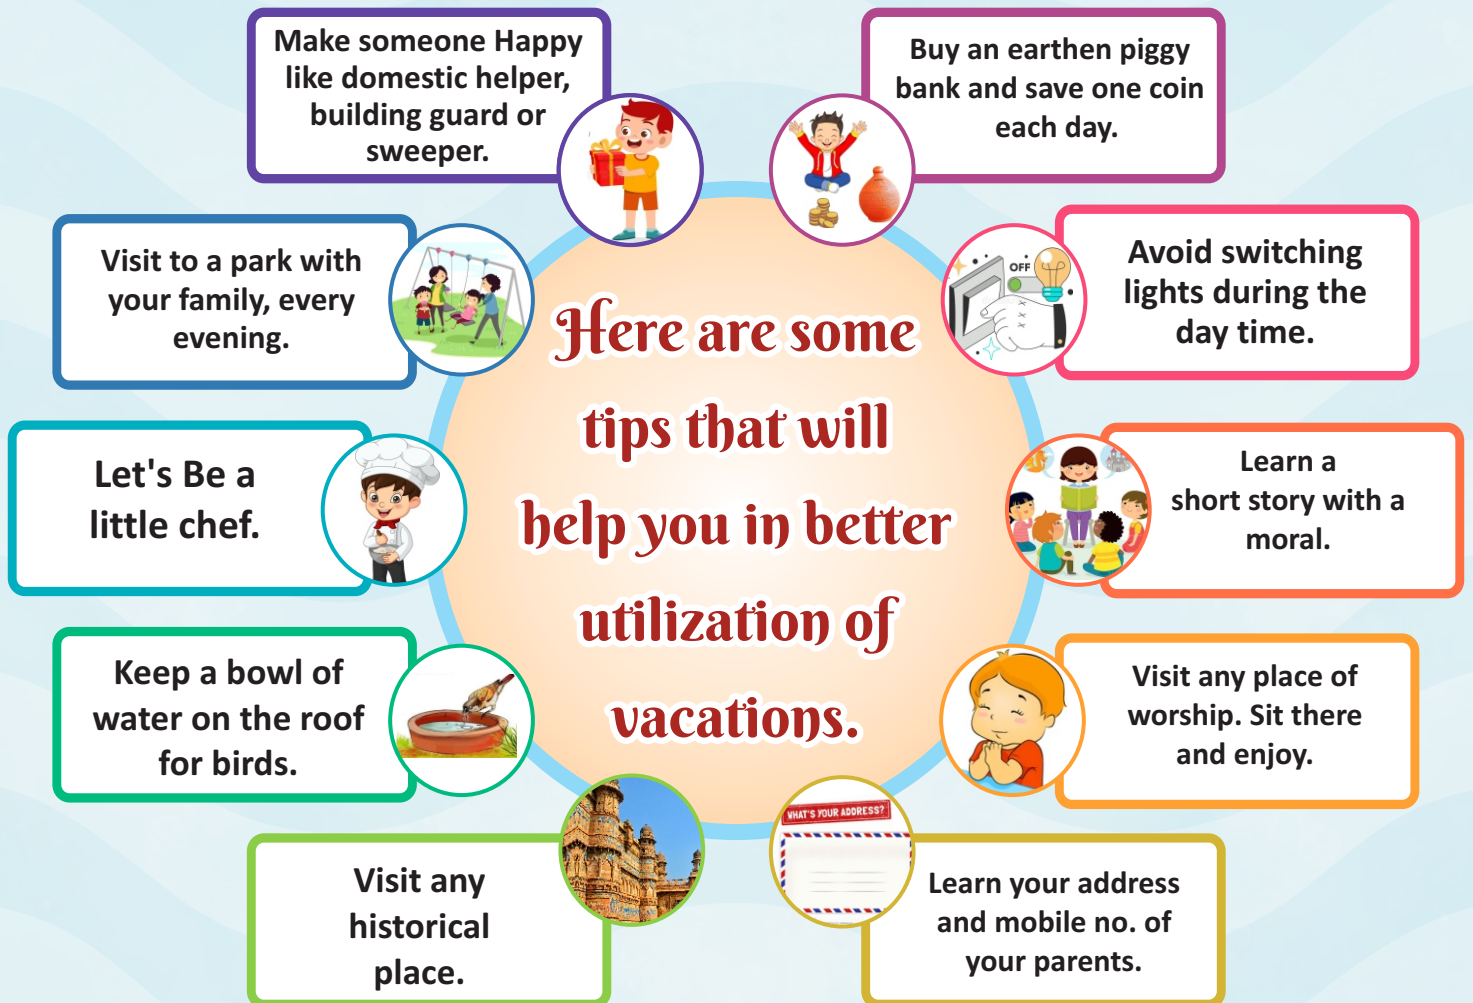 Make someone Happy
like domestic helper,
building guard or
sweeper.
Buy an earthen piggy
bank and save one coin
each day.
Visit to a park with
your family, every
evening.
OFF
Avoid switching
lights during the
day time.
Here are some
tips that will
help you in better
utilization of
vacations.
Let's Be a
little chef.
Learn a
short story with a
moral.
Keep a bowl of
water on the roof
for birds.
Visit any place of
worship. Sit there
and enjoy.
Visit any
historical
place.
WHAT'S YOUR ADDRESS?
Learn your address
and mobile no. of
your parents.